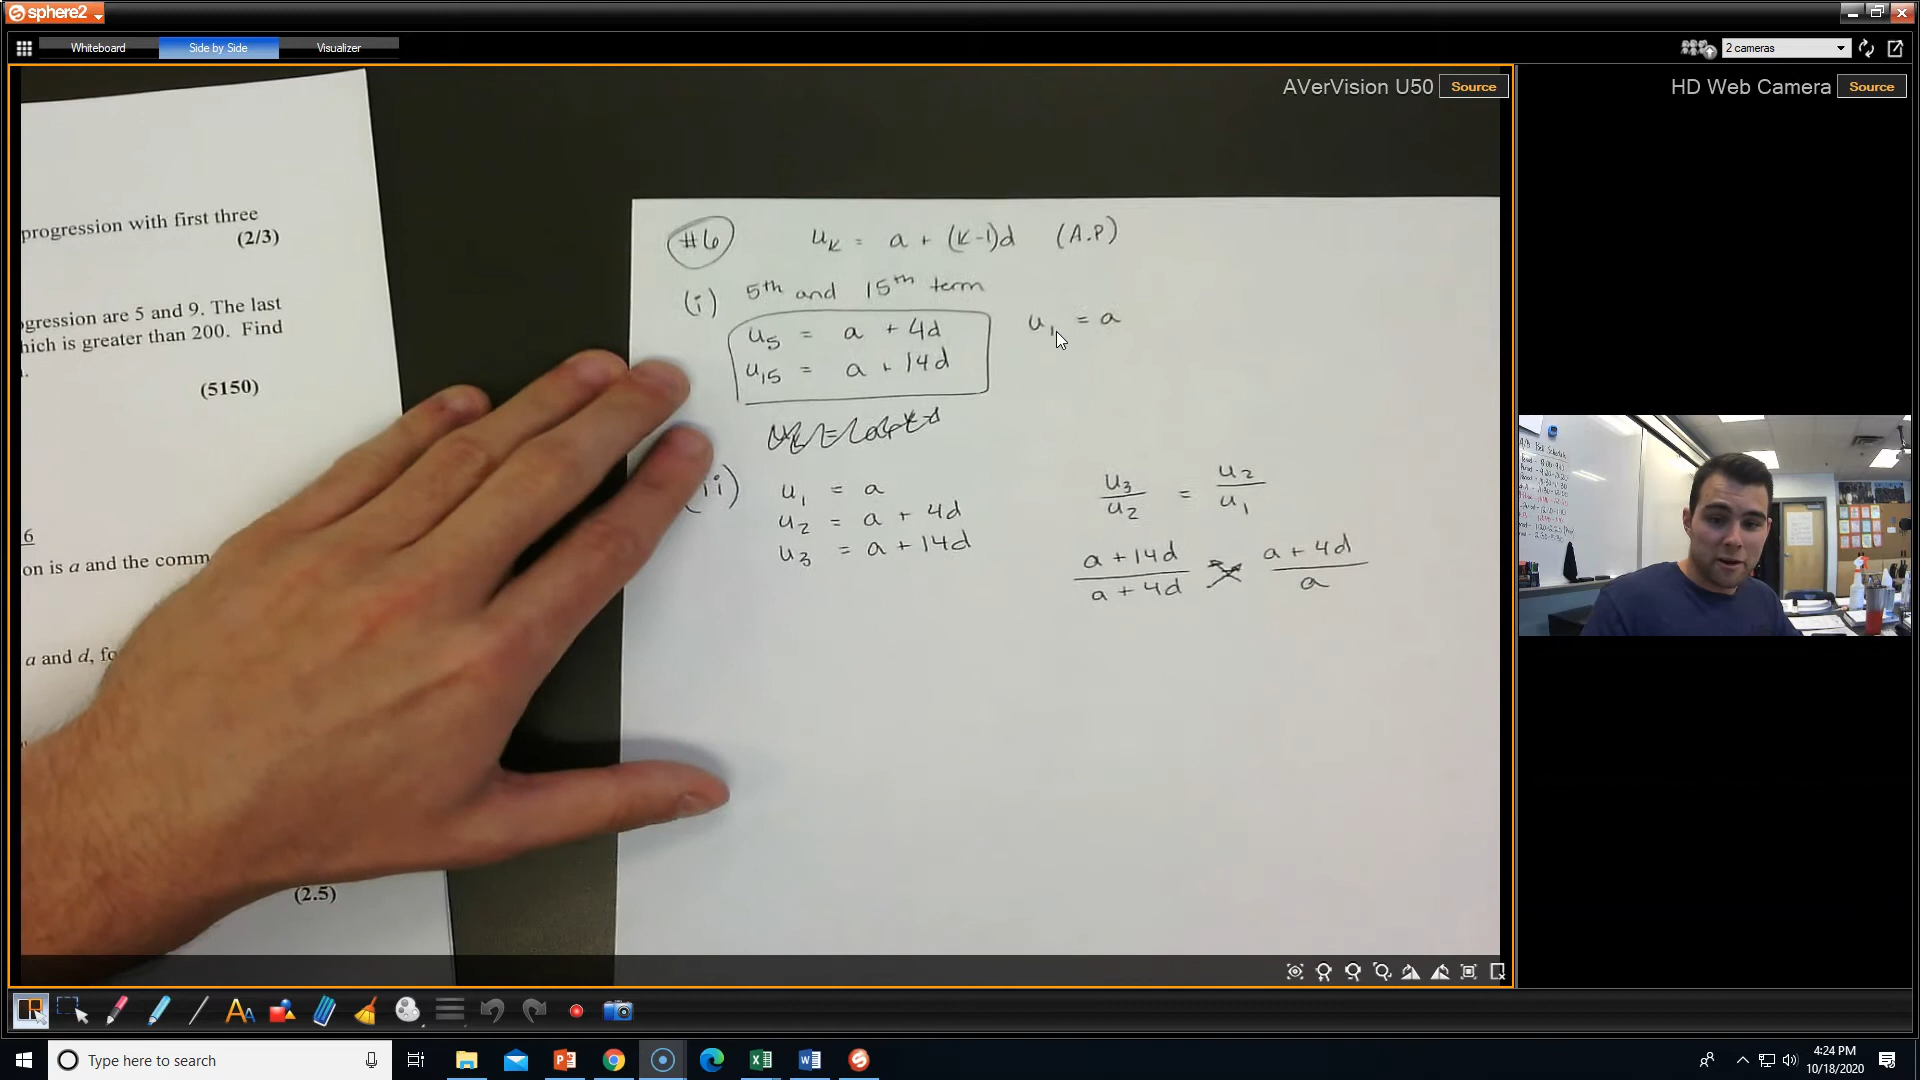 sphere2
Whiteboard
Side by Side
Visualizer
2 cameras
AVerVision U50
Source
HD Web Camera
Source
progression with first three
(2/3)
gression are 5 and 9. The last
hich is greater than 200. Find
(5150)
6
on is a and the comm
a and d, fo
(2.5)
#6
u_k = a + (k-1)d (A.P)
(i) 5th and 15th term
u_5 = a + 4d
u_15 = a + 14d
u_1 = a
(ii)
u_1 = a
u_2 = a + 4d
u_3 = a + 14d
u_3/u_2 = u_2/u_1
a + 14d / a + 4d
a + 4d / a
Type here to search
4:24 PM
10/18/2020